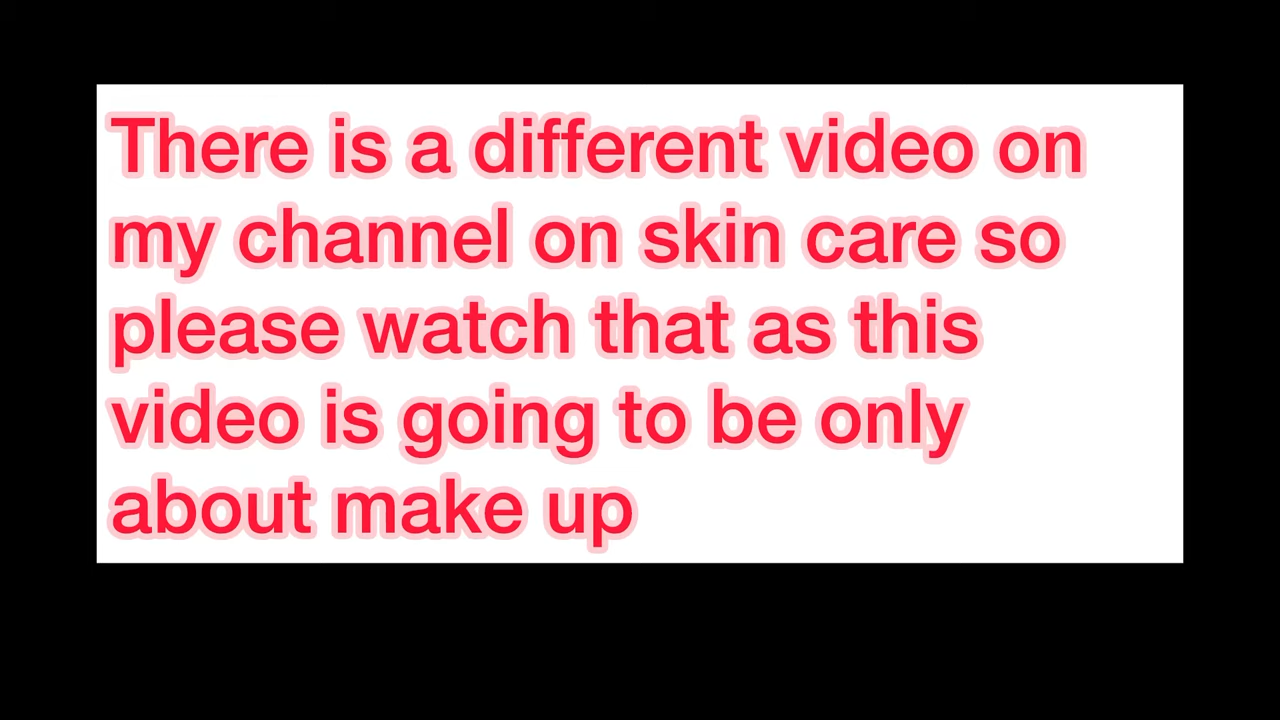 There is a different video on
my channel on skin care so
please watch that as this
video is going to be only
about make up